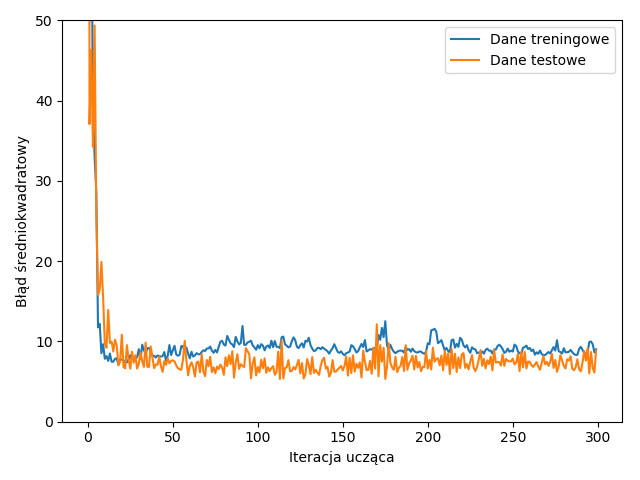 50
40
30
20
10
0
Błąd średniokwadratowy
Dane treningowe
Dane testowe
0 50 100 150 200 250 300
Iteracja ucząca